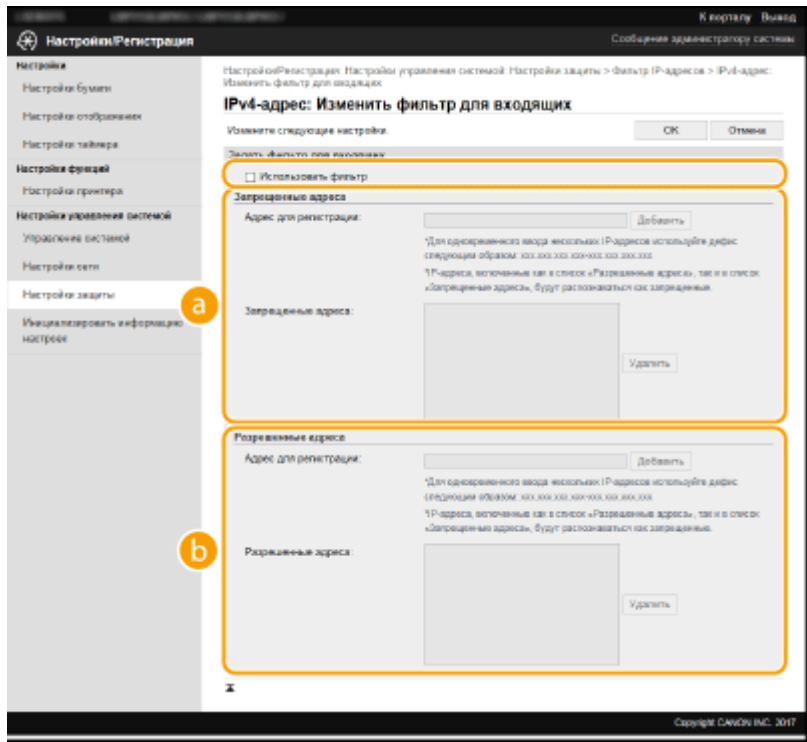 К порталу Выход
Настройки/Регистрация
Сообщение администратору системы
Настройки
Настройки бумаги
Настройки отображения
Настройки таймера
Настройки функций
Настройки принтера
Настройки управления системой
Управление системой
Настройки сети
Настройки защиты
Инициализировать информацию
настроек
Настройки/Регистрация: Настройки управления системой: Настройки защиты > Фильтр IP-адресов > IPv4-адрес:
Изменить фильтр для входящих
IPv4-адрес: Изменить фильтр для входящих
Измените следующие настройки.
OK
Отмена
Задать фильтр для входящих
Использовать фильтр
a
Запрещенные адреса
Адрес для регистрации:
Добавить
*Для одновременного ввода нескольких IP-адресов используйте дефис
следующим образом: xxx.xxx.xxx.xxx-xxx.xxx.xxx.xxx
*IP-адреса, включенные как в список «Разрешенные адреса», так и в список
«Запрещенные адреса», будут распознаваться как запрещенные.
Запрещенные адреса:
Удалить
b
Разрешенные адреса
Адрес для регистрации:
Добавить
*Для одновременного ввода нескольких IP-адресов используйте дефис
следующим образом: xxx.xxx.xxx.xxx-xxx.xxx.xxx.xxx
*IP-адреса, включенные как в список «Разрешенные адреса», так и в список
«Запрещенные адреса», будут распознаваться как запрещенные.
Разрешенные адреса:
Удалить
Copyright CANON INC. 2017